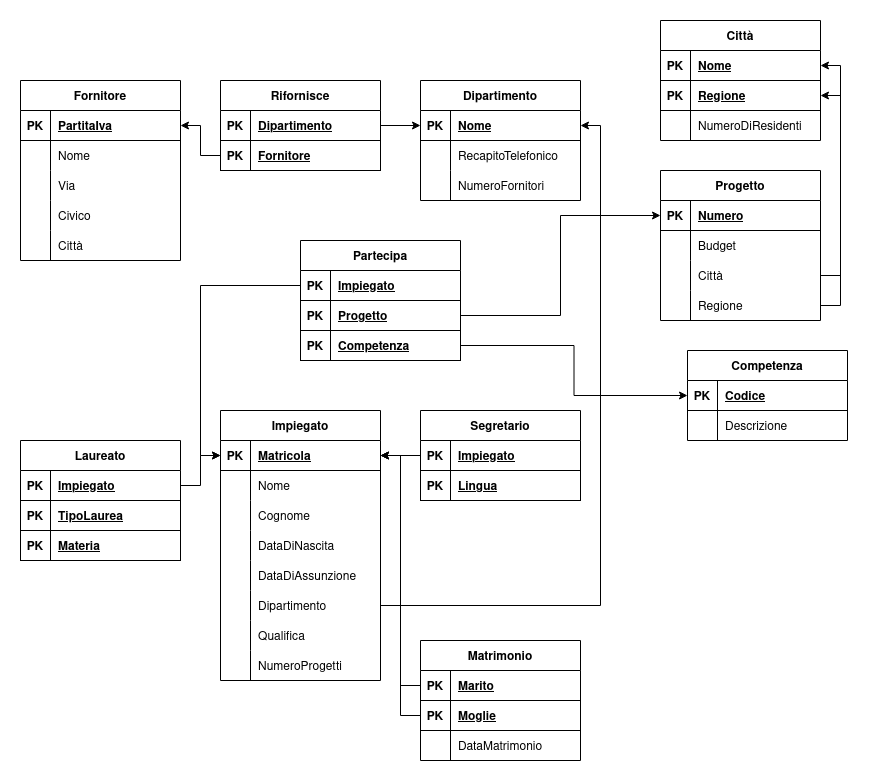 Città
PK Nome
PK Regione
NumeroDiResidenti
Fornitore
PK PartitaIva
Nome
Via
Civico
Città
Rifornisce
PK Dipartimento
PK Fornitore
Dipartimento
PK Nome
RecapitoTelefonico
NumeroFornitori
Progetto
PK Numero
Budget
Città
Regione
Partecipa
PK Impiegato
PK Progetto
PK Competenza
Competenza
PK Codice
Descrizione
Laureato
PK Impiegato
PK TipoLaurea
PK Materia
Impiegato
PK Matricola
Nome
Cognome
DataDiNascita
DataDiAssunzione
Dipartimento
Qualifica
NumeroProgetti
Segretario
PK Impiegato
PK Lingua
Matrimonio
PK Marito
PK Moglie
DataMatrimonio